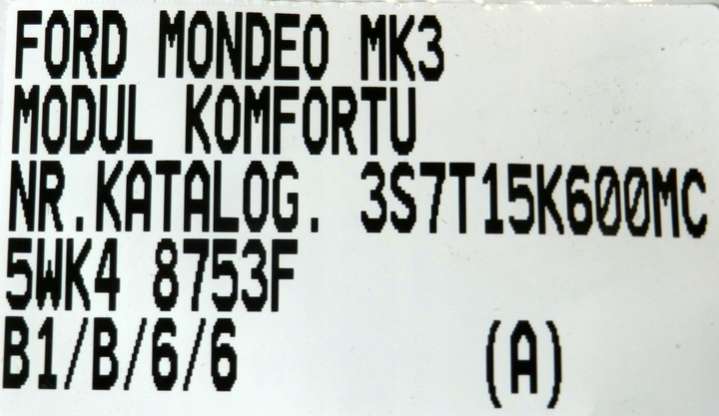 FORD MONDEO MK3
MODUL KOMFORTU
NR.KATALOG. 3S7T15K600MC
5WK4 8753F
B1/B/6/6 (A)